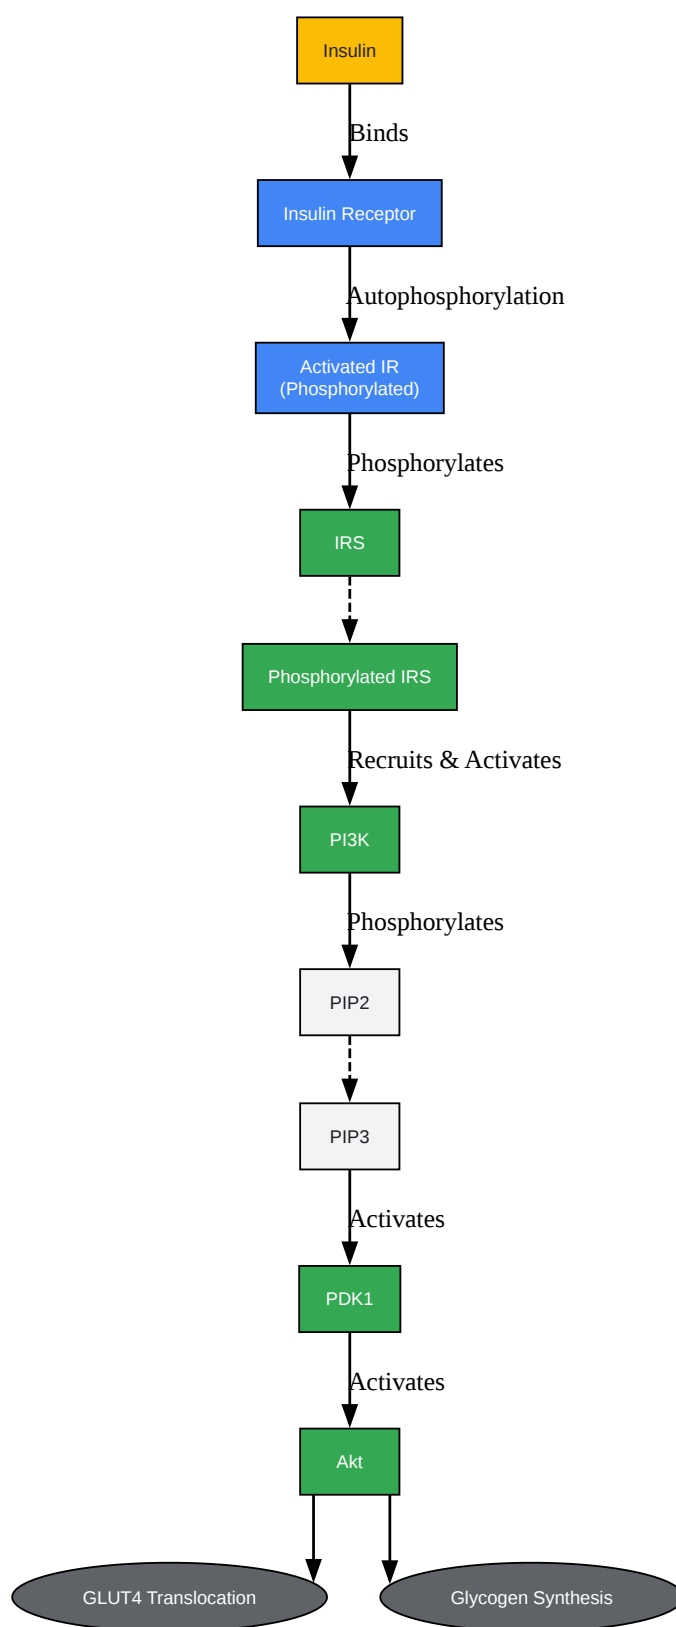 Insulin
Binds
Insulin Receptor
Autophosphorylation
Activated IR
(Phosphorylated)
Phosphorylates
IRS
Phosphorylated IRS
Recruits & Activates
PI3K
Phosphorylates
PIP2
PIP3
Activates
PDK1
Activates
Akt
GLUT4 Translocation
Glycogen Synthesis